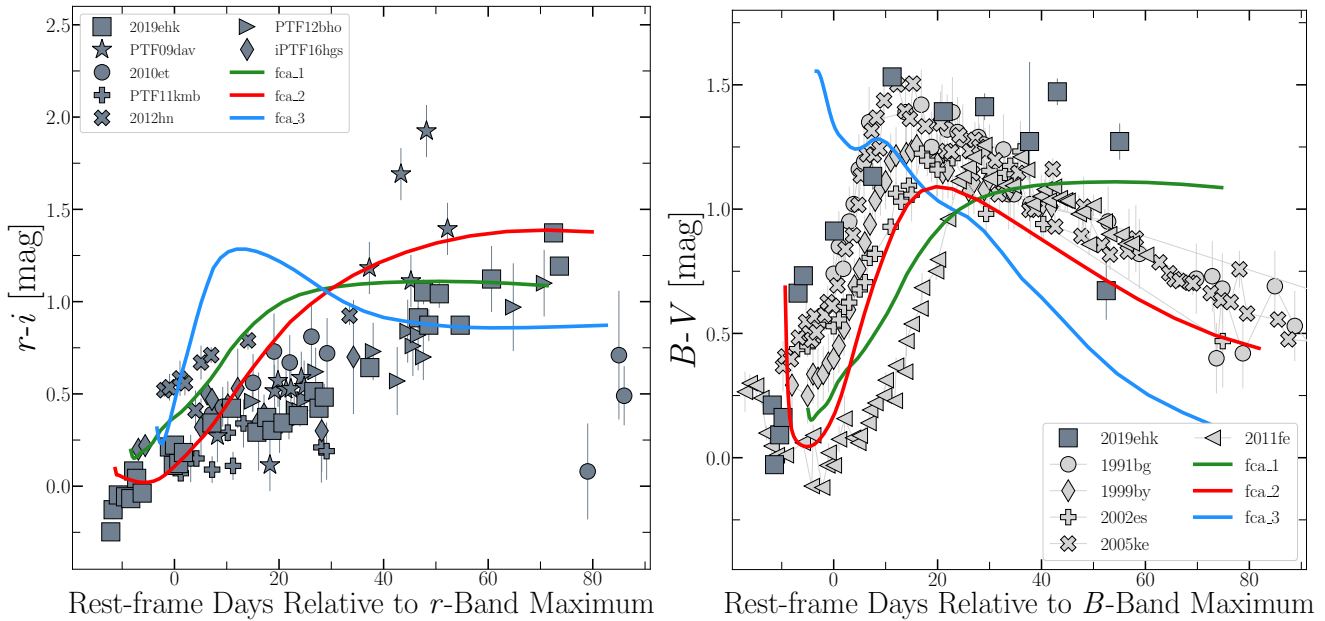 2.5
2.0
1.5
1.0
0.5
0.0
r-i [mag]
2019ehk
PTF09dav
2010et
PTF11kmb
2012hn
PTF12bho
iPTF16hgs
fca_1
fca_2
fca_3
0
20
40
60
80
Rest-frame Days Relative to r-Band Maximum
1.5
1.0
0.5
0.0
B-V [mag]
2019ehk
1991bg
1999by
2002es
2005ke
2011fe
fca_1
fca_2
fca_3
0
20
40
60
80
Rest-frame Days Relative to B-Band Maximum